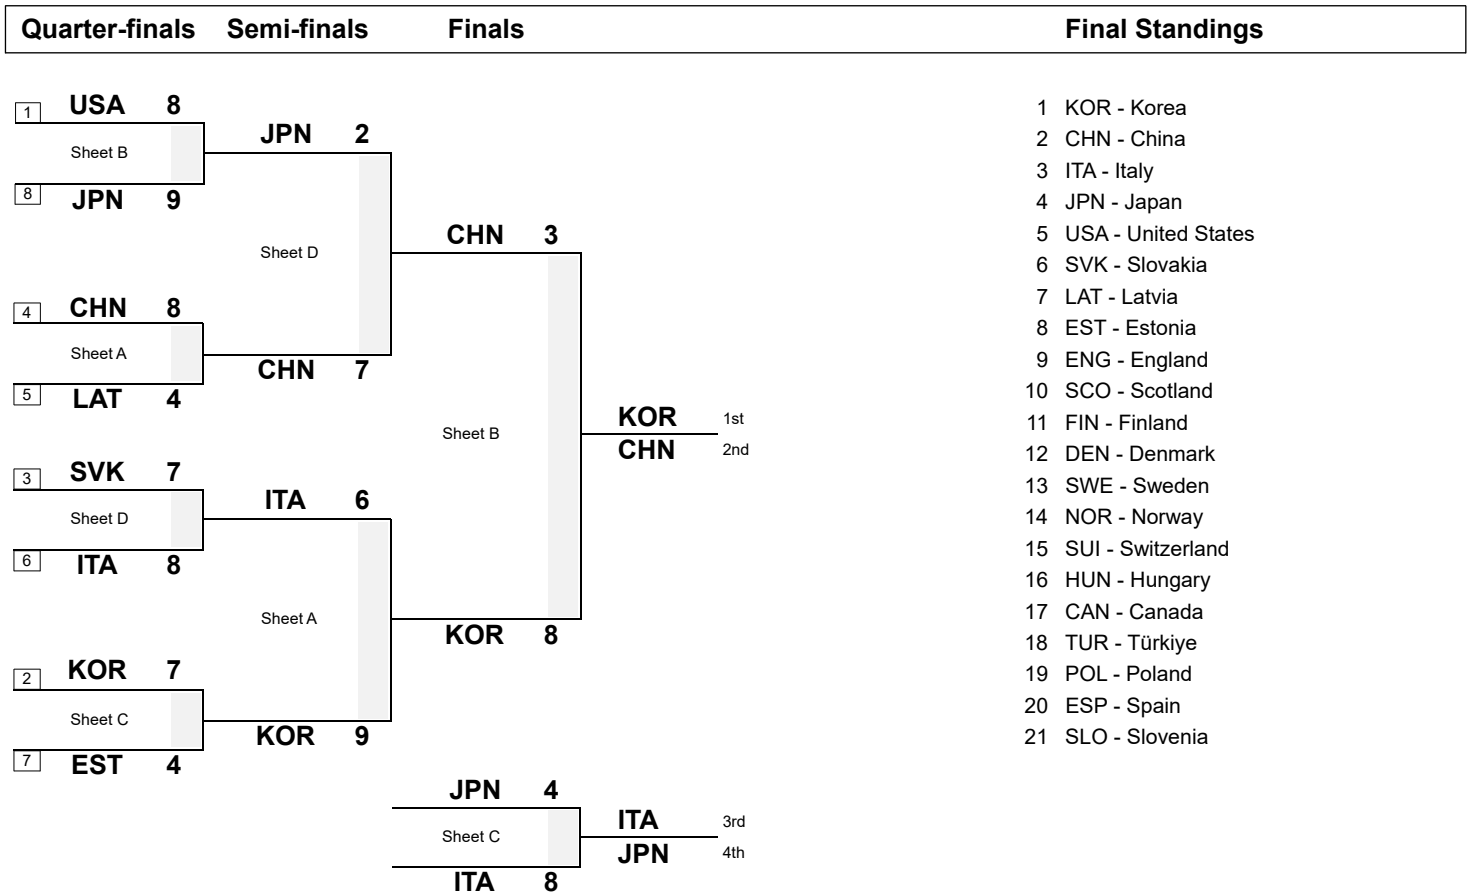 Quarter-finals Semi-finals Finals Final Standings
1 USA 8
Sheet B
8 JPN 9
4 CHN 8
Sheet A
5 LAT 4
3 SVK 7
Sheet D
6 ITA 8
2 KOR 7
Sheet C
7 EST 4
JPN 2
Sheet D
CHN 7
ITA 6
Sheet A
KOR 9
CHN 3
Sheet B
KOR 8
KOR 1st
CHN 2nd
JPN 4
Sheet C
ITA 8
ITA 3rd
JPN 4th
1 KOR - Korea
2 CHN - China
3 ITA - Italy
4 JPN - Japan
5 USA - United States
6 SVK - Slovakia
7 LAT - Latvia
8 EST - Estonia
9 ENG - England
10 SCO - Scotland
11 FIN - Finland
12 DEN - Denmark
13 SWE - Sweden
14 NOR - Norway
15 SUI - Switzerland
16 HUN - Hungary
17 CAN - Canada
18 TUR - Türkiye
19 POL - Poland
20 ESP - Spain
21 SLO - Slovenia